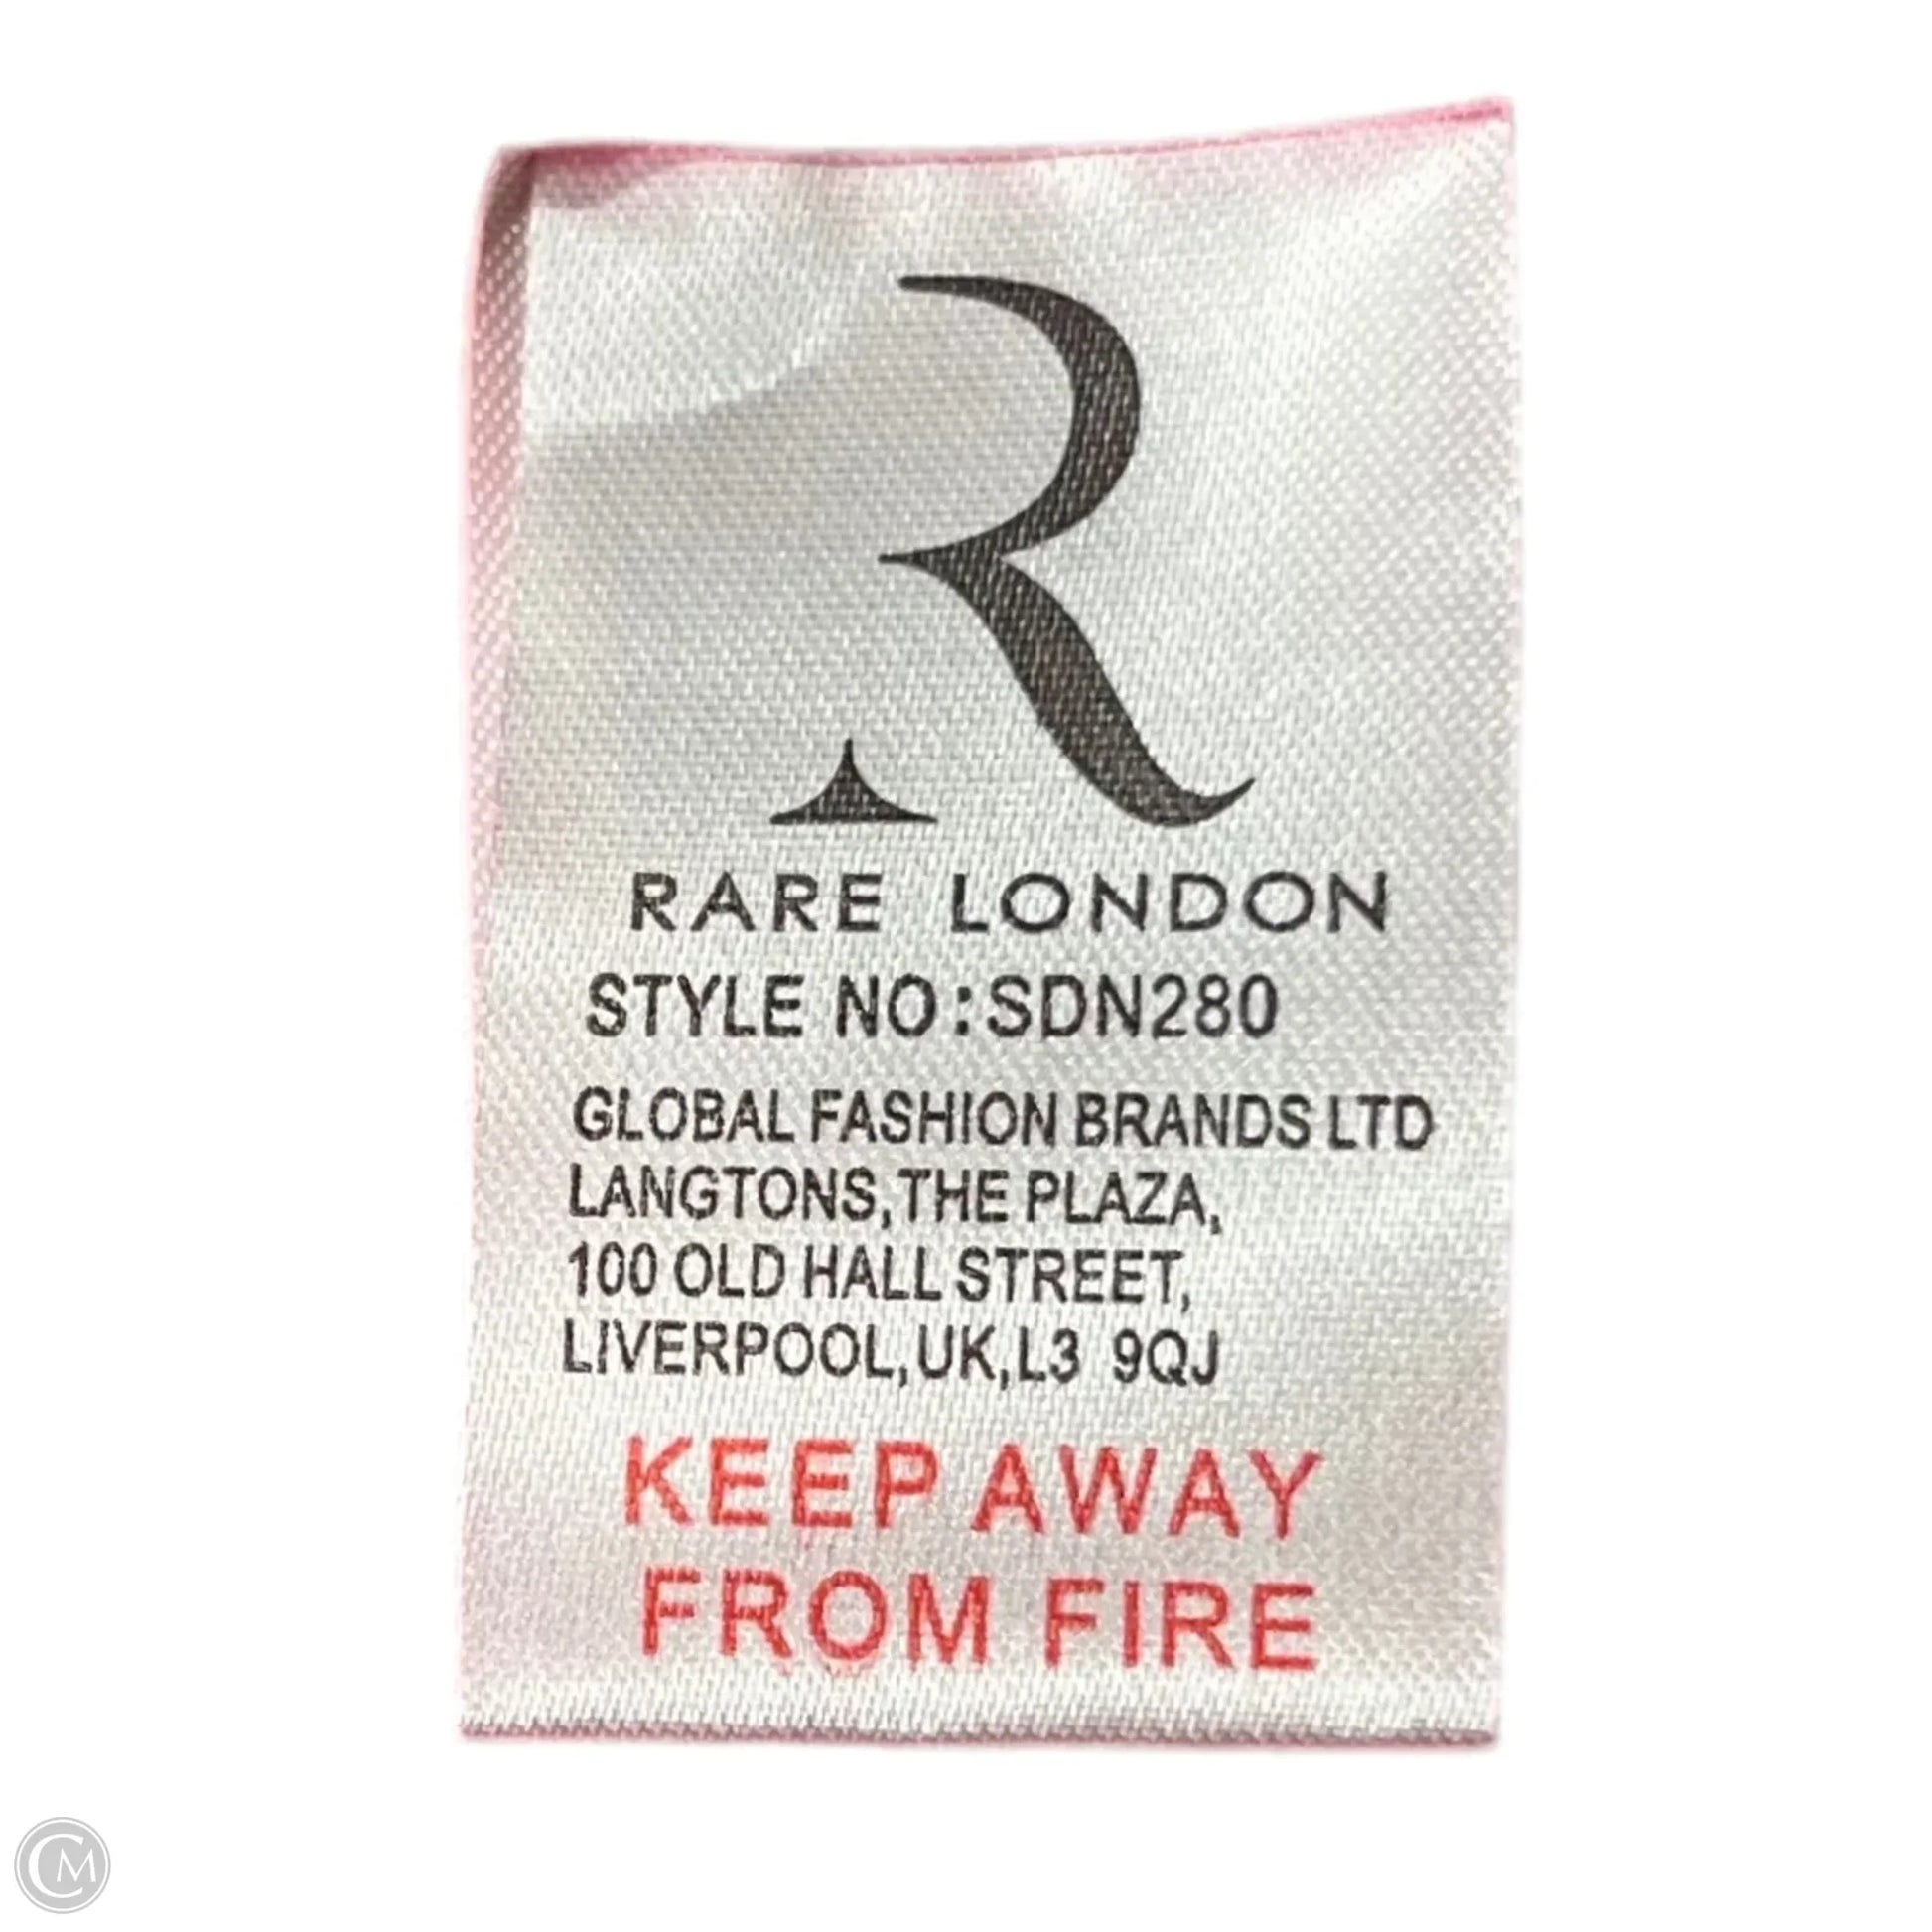 R
RARE LONDON
STYLE NO:SDN280
GLOBAL FASHION BRANDS LTD
LANGTONS,THE PLAZA,
100 OLD HALL STREET,
LIVERPOOL,UK,L3 9QJ
KEEP AWAY
FROM FIRE
CM